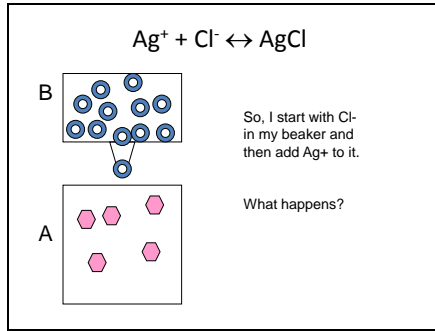 Ag⁺ + Cl⁻ ↔ AgCl
B
So, I start with Cl-
in my beaker and
then add Ag+ to it.
What happens?
A